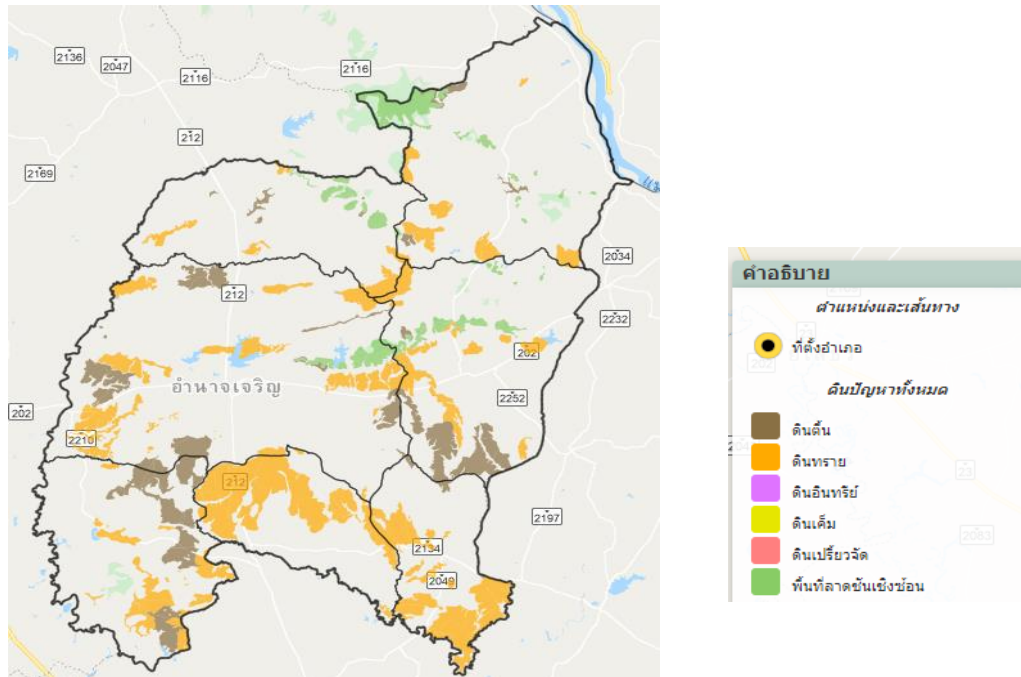 2136
2047
2116
2116
212
2169
2034
212
2232
202
อำนาจเจริญ
2252
202
2210
212
2197
2134
2049
คำอธิบาย
ตำแหน่งและเส้นทาง
ที่ตั้งอำเภอ
202
ดินปัญหาทั้งหมด
ดินตื้น
ดินทราย
23
ดินอินทรีย์
ดินเค็ม
2083
ดินเปรี้ยวจัด
พื้นที่ลาดชันเชิงซ้อน